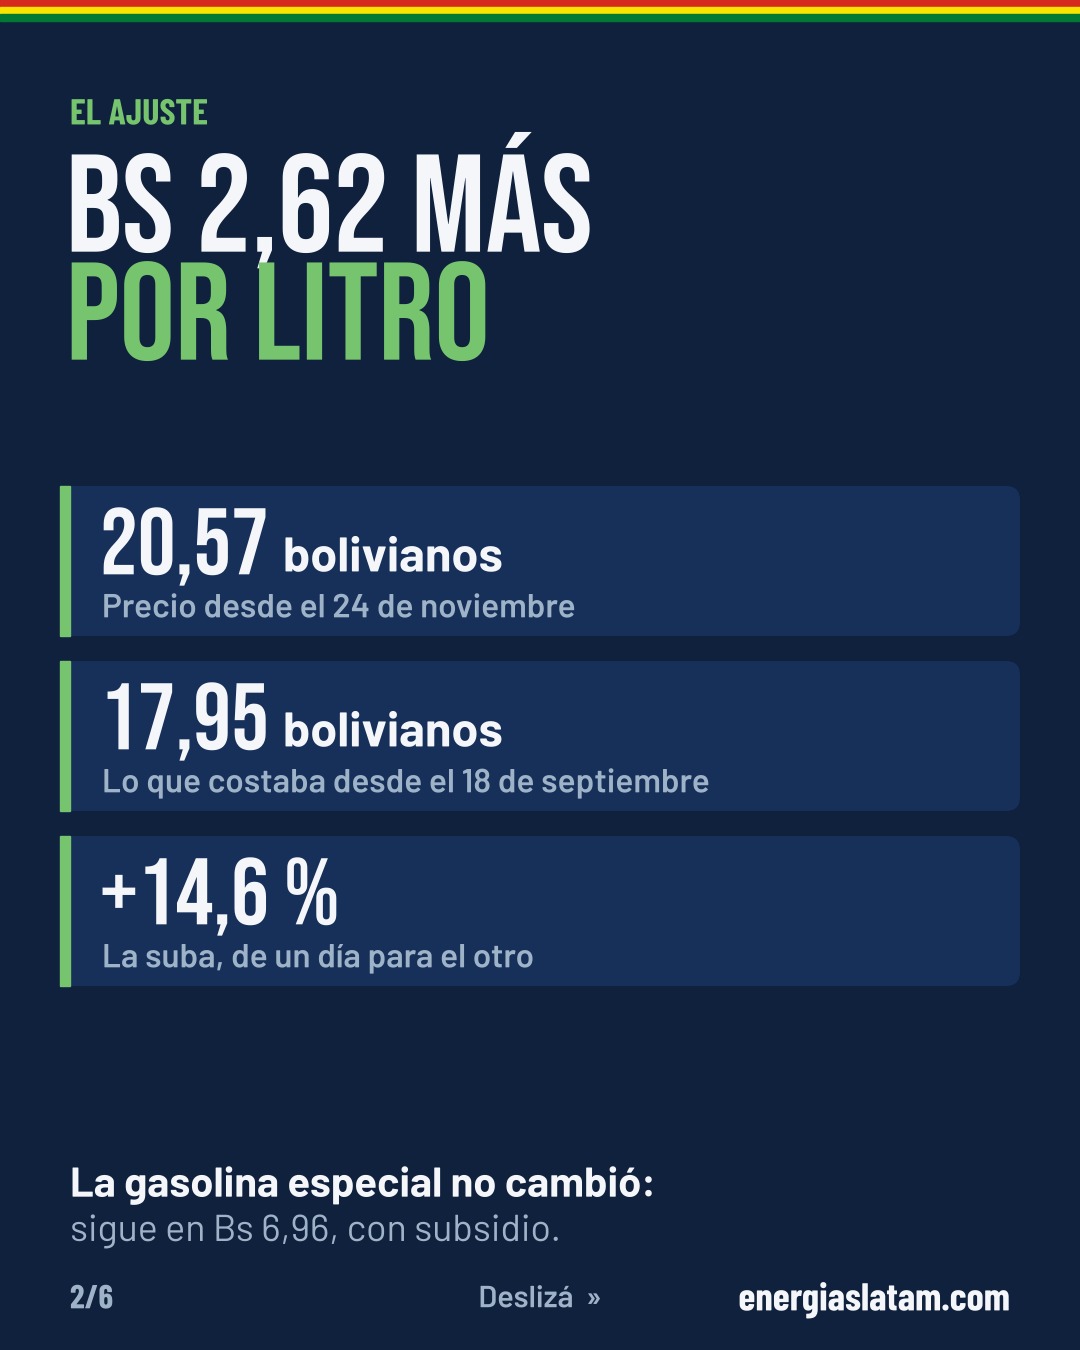 EL AJUSTE
BS 2,62 MÁS
POR LITRO
20,57 bolivianos
Precio desde el 24 de noviembre
17,95 bolivianos
Lo que costaba desde el 18 de septiembre
+14,6 %
La suba, de un día para el otro
La gasolina especial no cambió:
sigue en Bs 6,96, con subsidio.
2/6
Deslizá »
energiaslatam.com